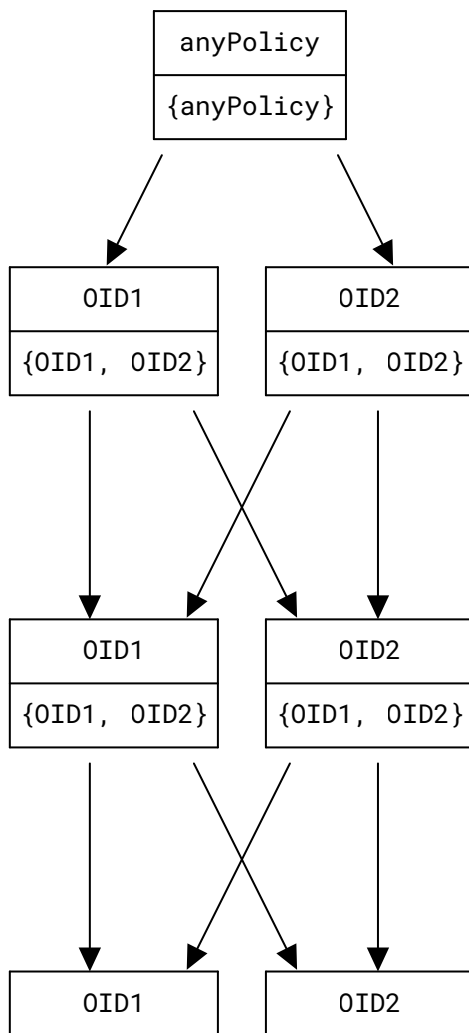 anyPolicy
{anyPolicy}
OID1
OID2
{OID1, OID2}
{OID1, OID2}
OID1
OID2
{OID1, OID2}
{OID1, OID2}
OID1
OID2